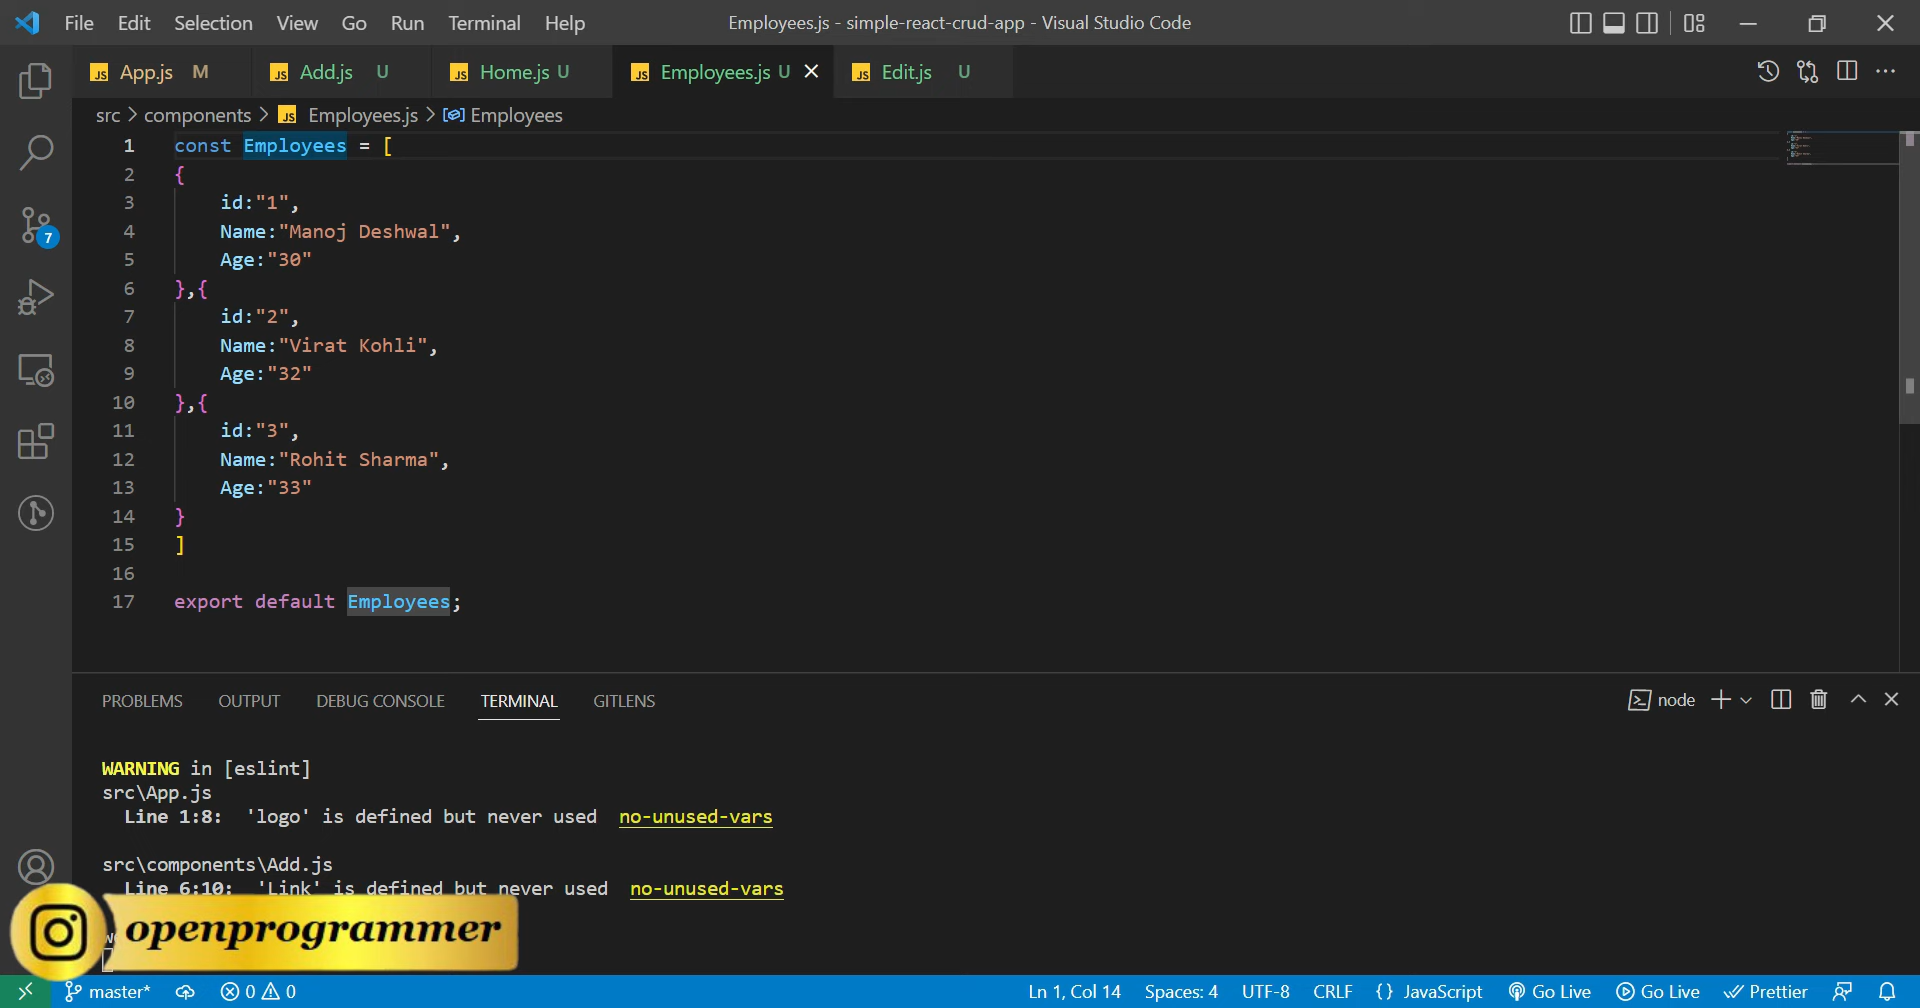 File Edit Selection View Go Run Terminal Help Employees.js - simple-react-crud-app - Visual Studio Code
JS App.js M JS Add.js U JS Home.js U JS Employees.js U JS Edit.js U
src > components > JS Employees.js > Employees
1 const Employees = [
2 {
3 id:"1",
4 Name:"Manoj Deshwal",
5 Age:"30"
6 },{
7 id:"2",
8 Name:"Virat Kohli",
9 Age:"32"
10 },{
11 id:"3",
12 Name:"Rohit Sharma",
13 Age:"33"
14 }
15 ]
16
17 export default Employees;
7
PROBLEMS OUTPUT DEBUG CONSOLE TERMINAL GITLENS node
WARNING in [eslint]
src\App.js
Line 1:8: 'logo' is defined but never used no-unused-vars
src\components\Add.js
Line 6:10: 'Link' is defined but never used no-unused-vars
openprogrammer
master* 0 0 Ln 1, Col 14 Spaces: 4 UTF-8 CRLF {} JavaScript Go Live Go Live Prettier